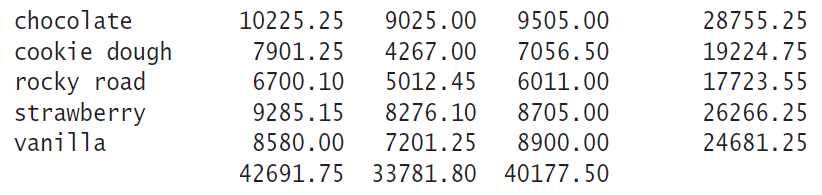 chocolate 10225.25 9025.00 9505.00 28755.25
cookie dough 7901.25 4267.00 7056.50 19224.75
rocky road 6700.10 5012.45 6011.00 17723.55
strawberry 9285.15 8276.10 8705.00 26266.25
vanilla 8580.00 7201.25 8900.00 24681.25
42691.75 33781.80 40177.50